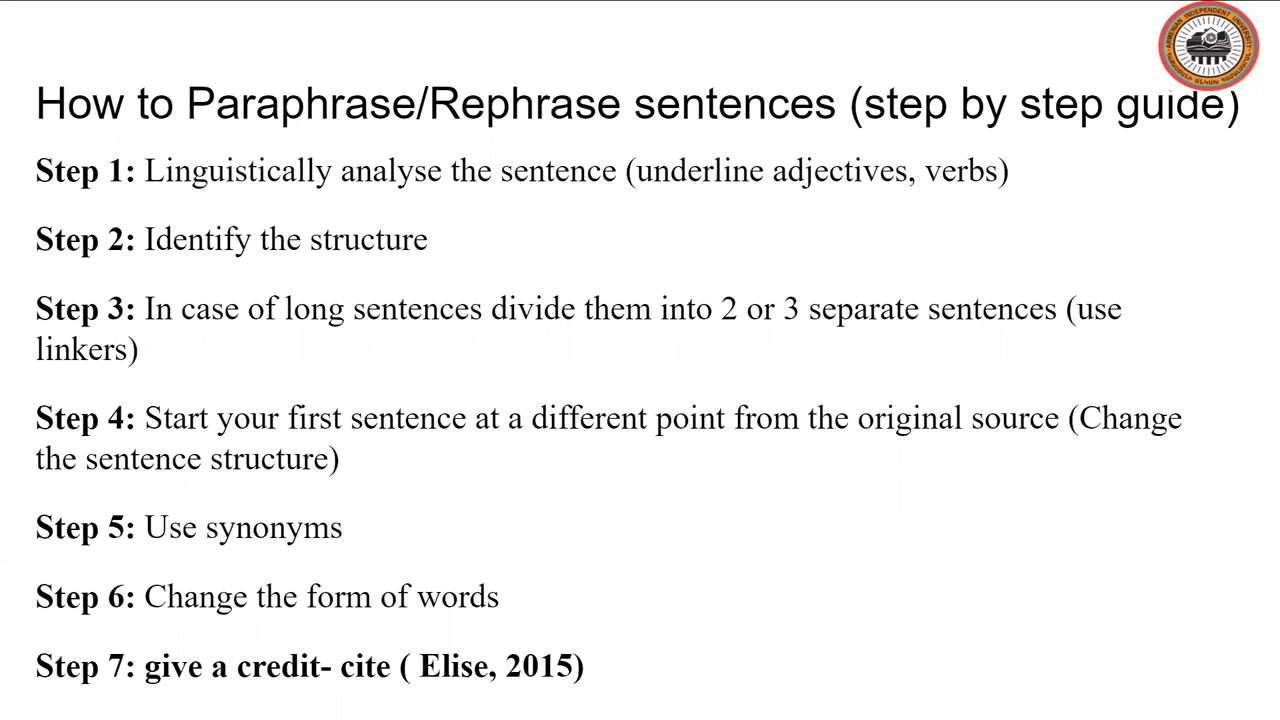 ARMENIAN INDEPENDENT UNIVERSITY
How to Paraphrase/Rephrase sentences (step by step guide)
Step 1: Linguistically analyse the sentence (underline adjectives, verbs)
Step 2: Identify the structure
Step 3: In case of long sentences divide them into 2 or 3 separate sentences (use
linkers)
Step 4: Start your first sentence at a different point from the original source (Change
the sentence structure)
Step 5: Use synonyms
Step 6: Change the form of words
Step 7: give a credit- cite ( Elise, 2015)